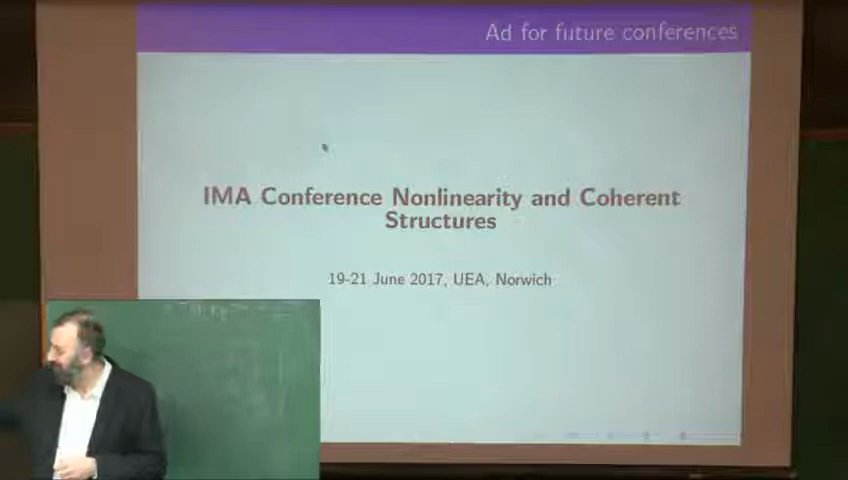 Ad for future conferences
IMA Conference Nonlinearity and Coherent
Structures
19-21 June 2017, UEA, Norwich